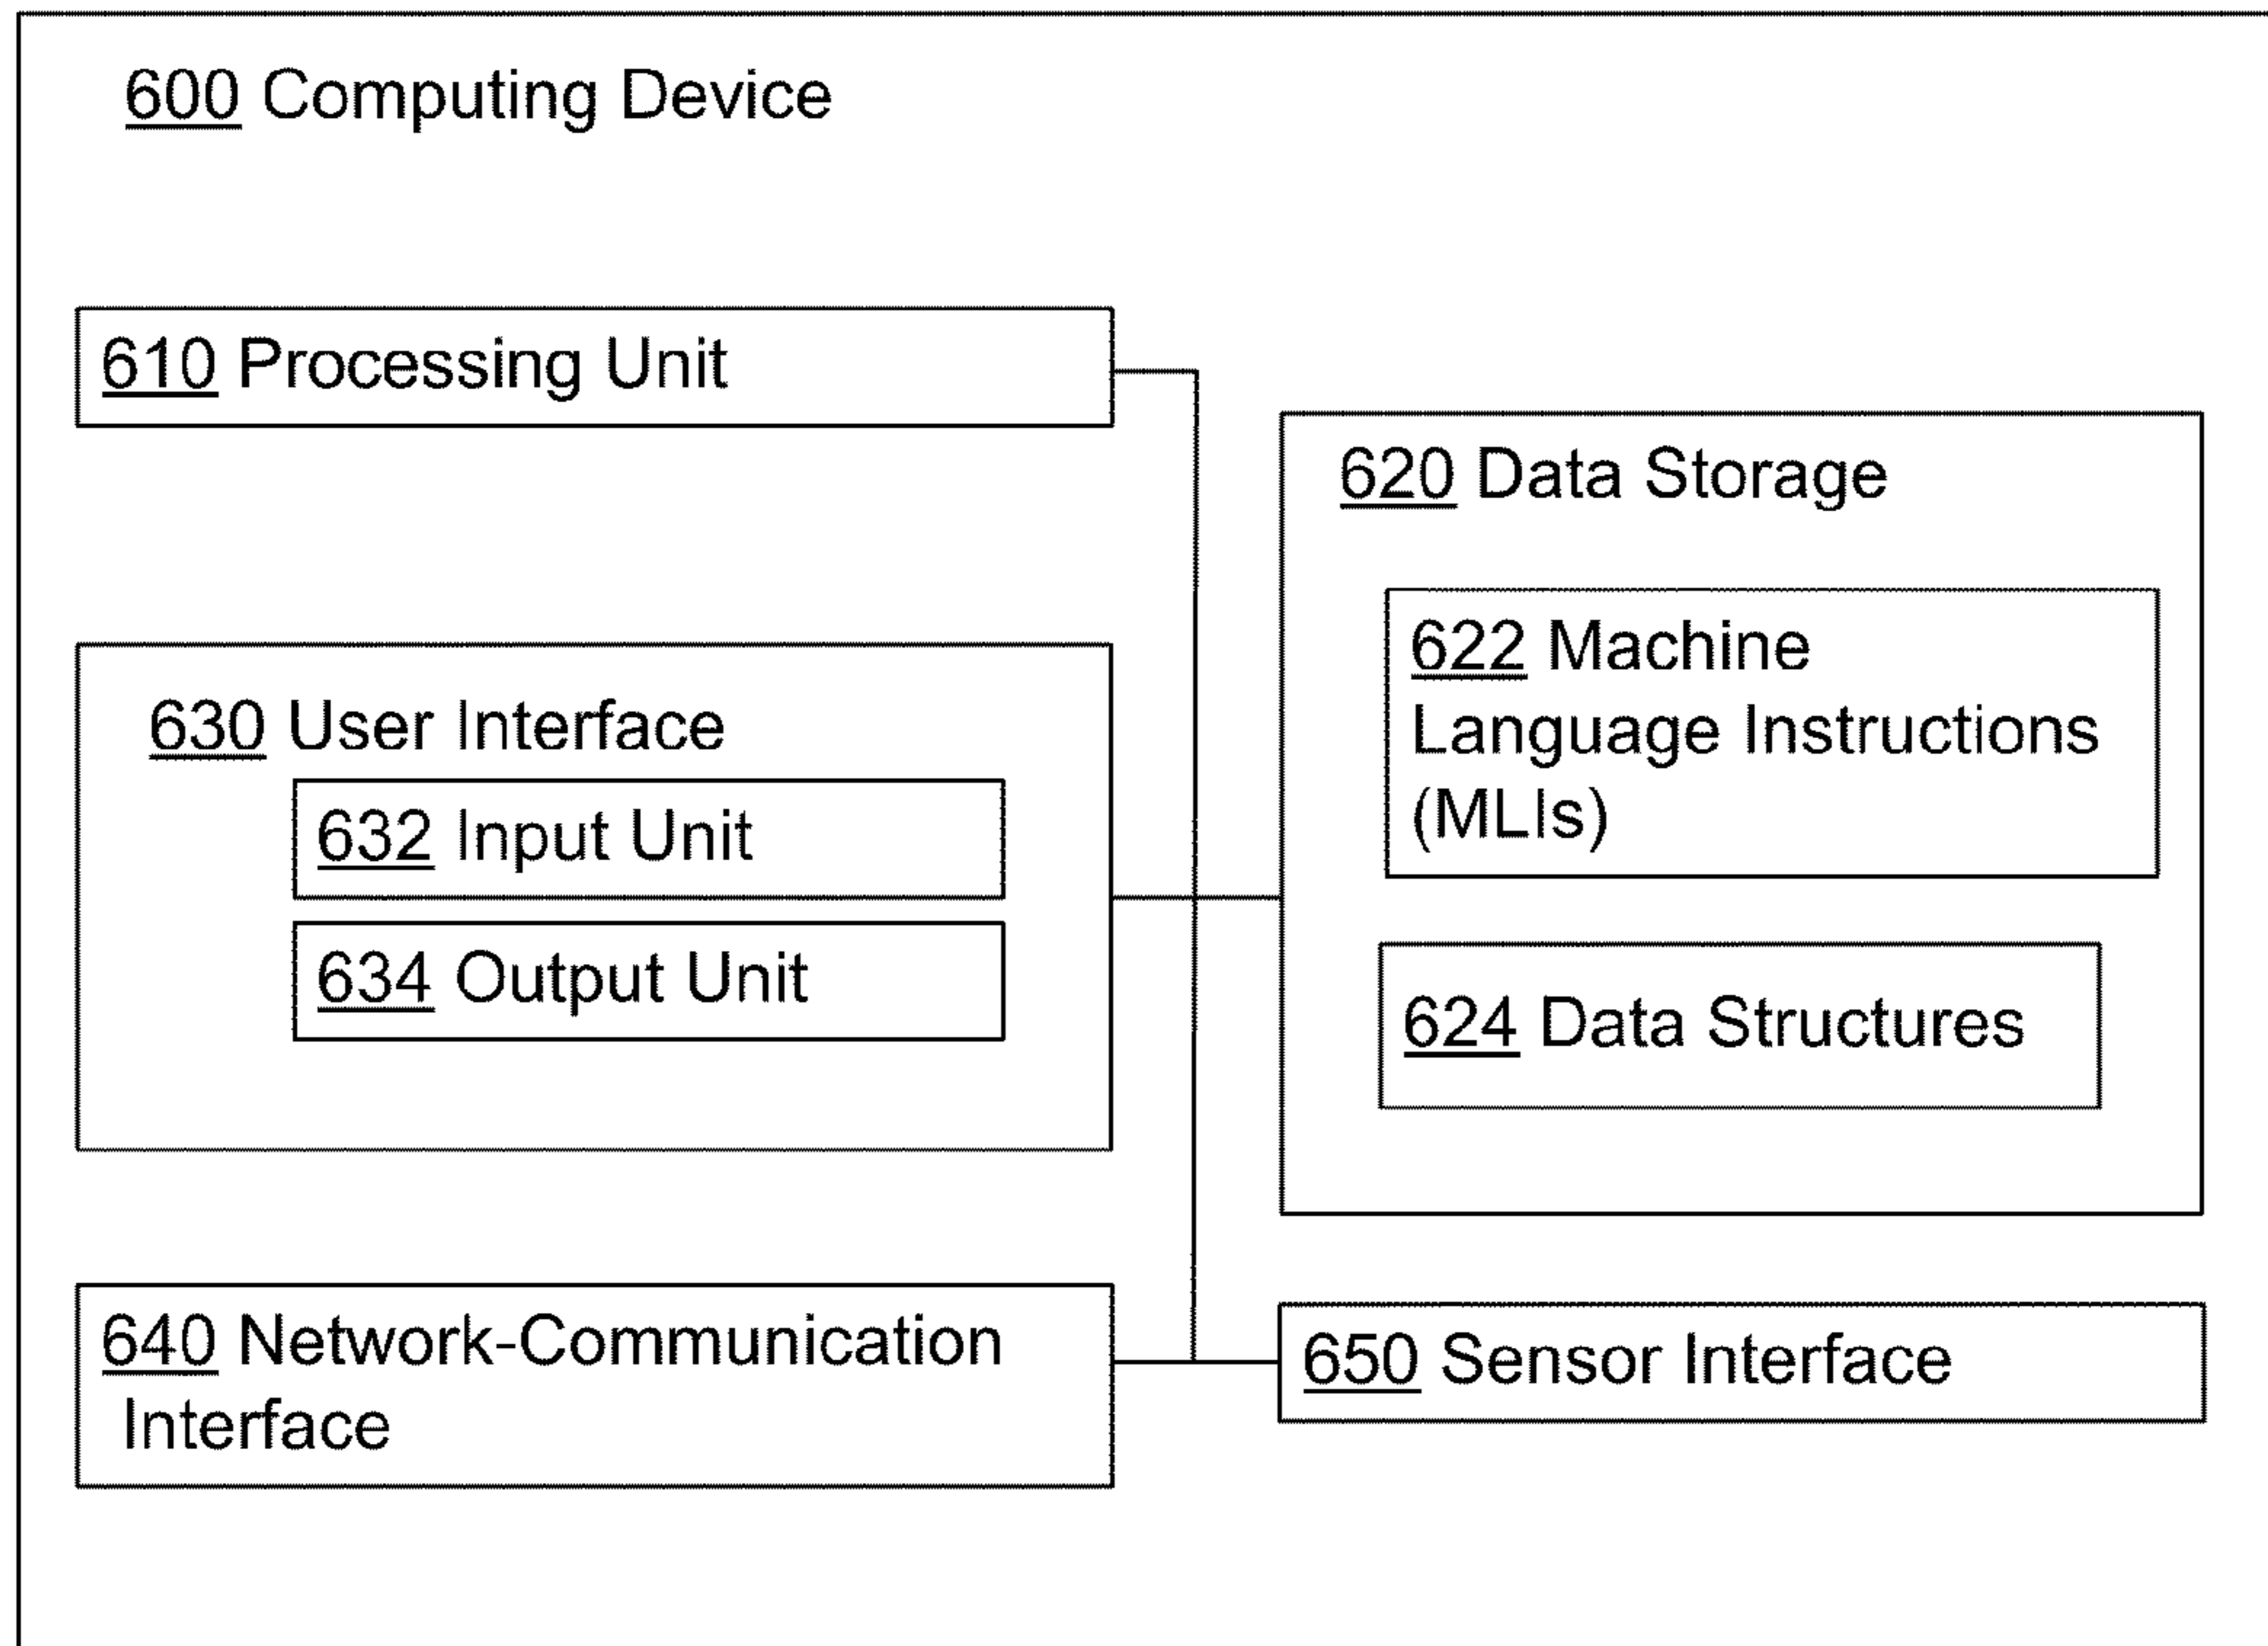 600 Computing Device
610 Processing Unit
620 Data Storage
622 Machine
Language Instructions
(MLIs)
624 Data Structures
630 User Interface
632 Input Unit
634 Output Unit
640 Network-Communication
Interface
650 Sensor Interface